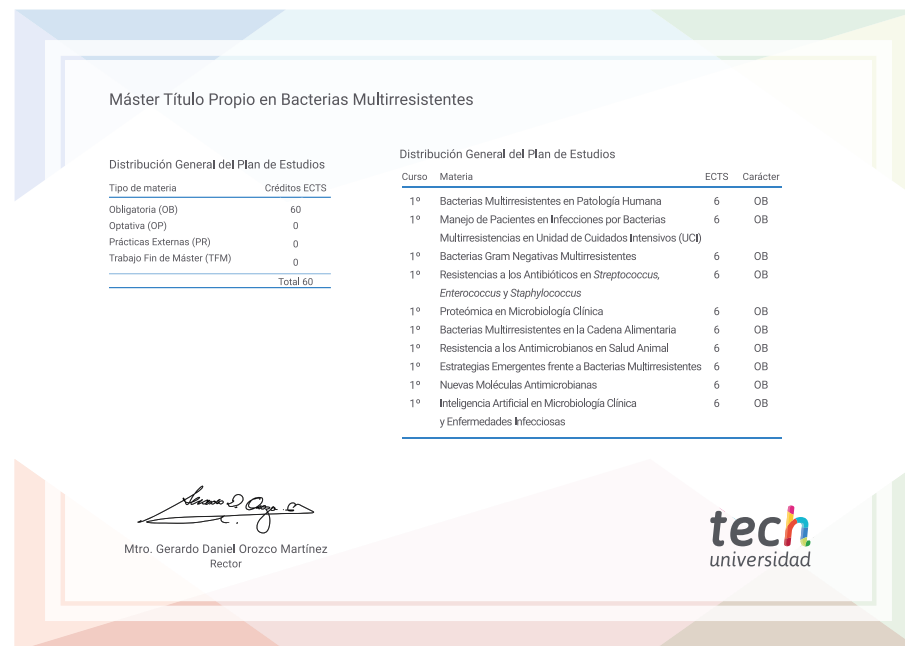 Máster Título Propio en Bacterias Multirresistentes
Distribución General del Plan de Estudios
Tipo de materia Créditos ECTS
Obligatoria (OB) 60
Optativa (OP) 0
Prácticas Externas (PR) 0
Trabajo Fin de Máster (TFM) 0
Total 60
Distribución General del Plan de Estudios
Curso Materia ECTS Carácter
1º Bacterias Multirresistentes en Patología Humana 6 OB
1º Manejo de Pacientes en Infecciones por Bacterias 6 OB
Multirresistencias en Unidad de Cuidados Intensivos (UCI)
1º Bacterias Gram Negativas Multirresistentes 6 OB
1º Resistencias a los Antibióticos en Streptococcus, 6 OB
Enterococcus y Staphylococcus
1º Proteómica en Microbiología Clínica 6 OB
1º Bacterias Multirresistentes en la Cadena Alimentaria 6 OB
1º Resistencia a los Antimicrobianos en Salud Animal 6 OB
1º Estrategias Emergentes frente a Bacterias Multirresistentes 6 OB
1º Nuevas Moléculas Antimicrobianas 6 OB
1º Inteligencia Artificial en Microbiología Clínica 6 OB
y Enfermedades Infecciosas
Mtro. Gerardo Daniel Orozco Martínez
Rector
tech
universidad